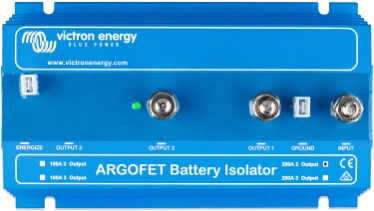 victron energy
BLUE POWER
www.victronenergy.com
ENERGIZE OUTPUT 3 OUTPUT 2 OUTPUT 1 GROUND INPUT
100A 2 Output
100A 3 Output
ARGOFET Battery Isolator
200A 2 Output
200A 3 Output
CE